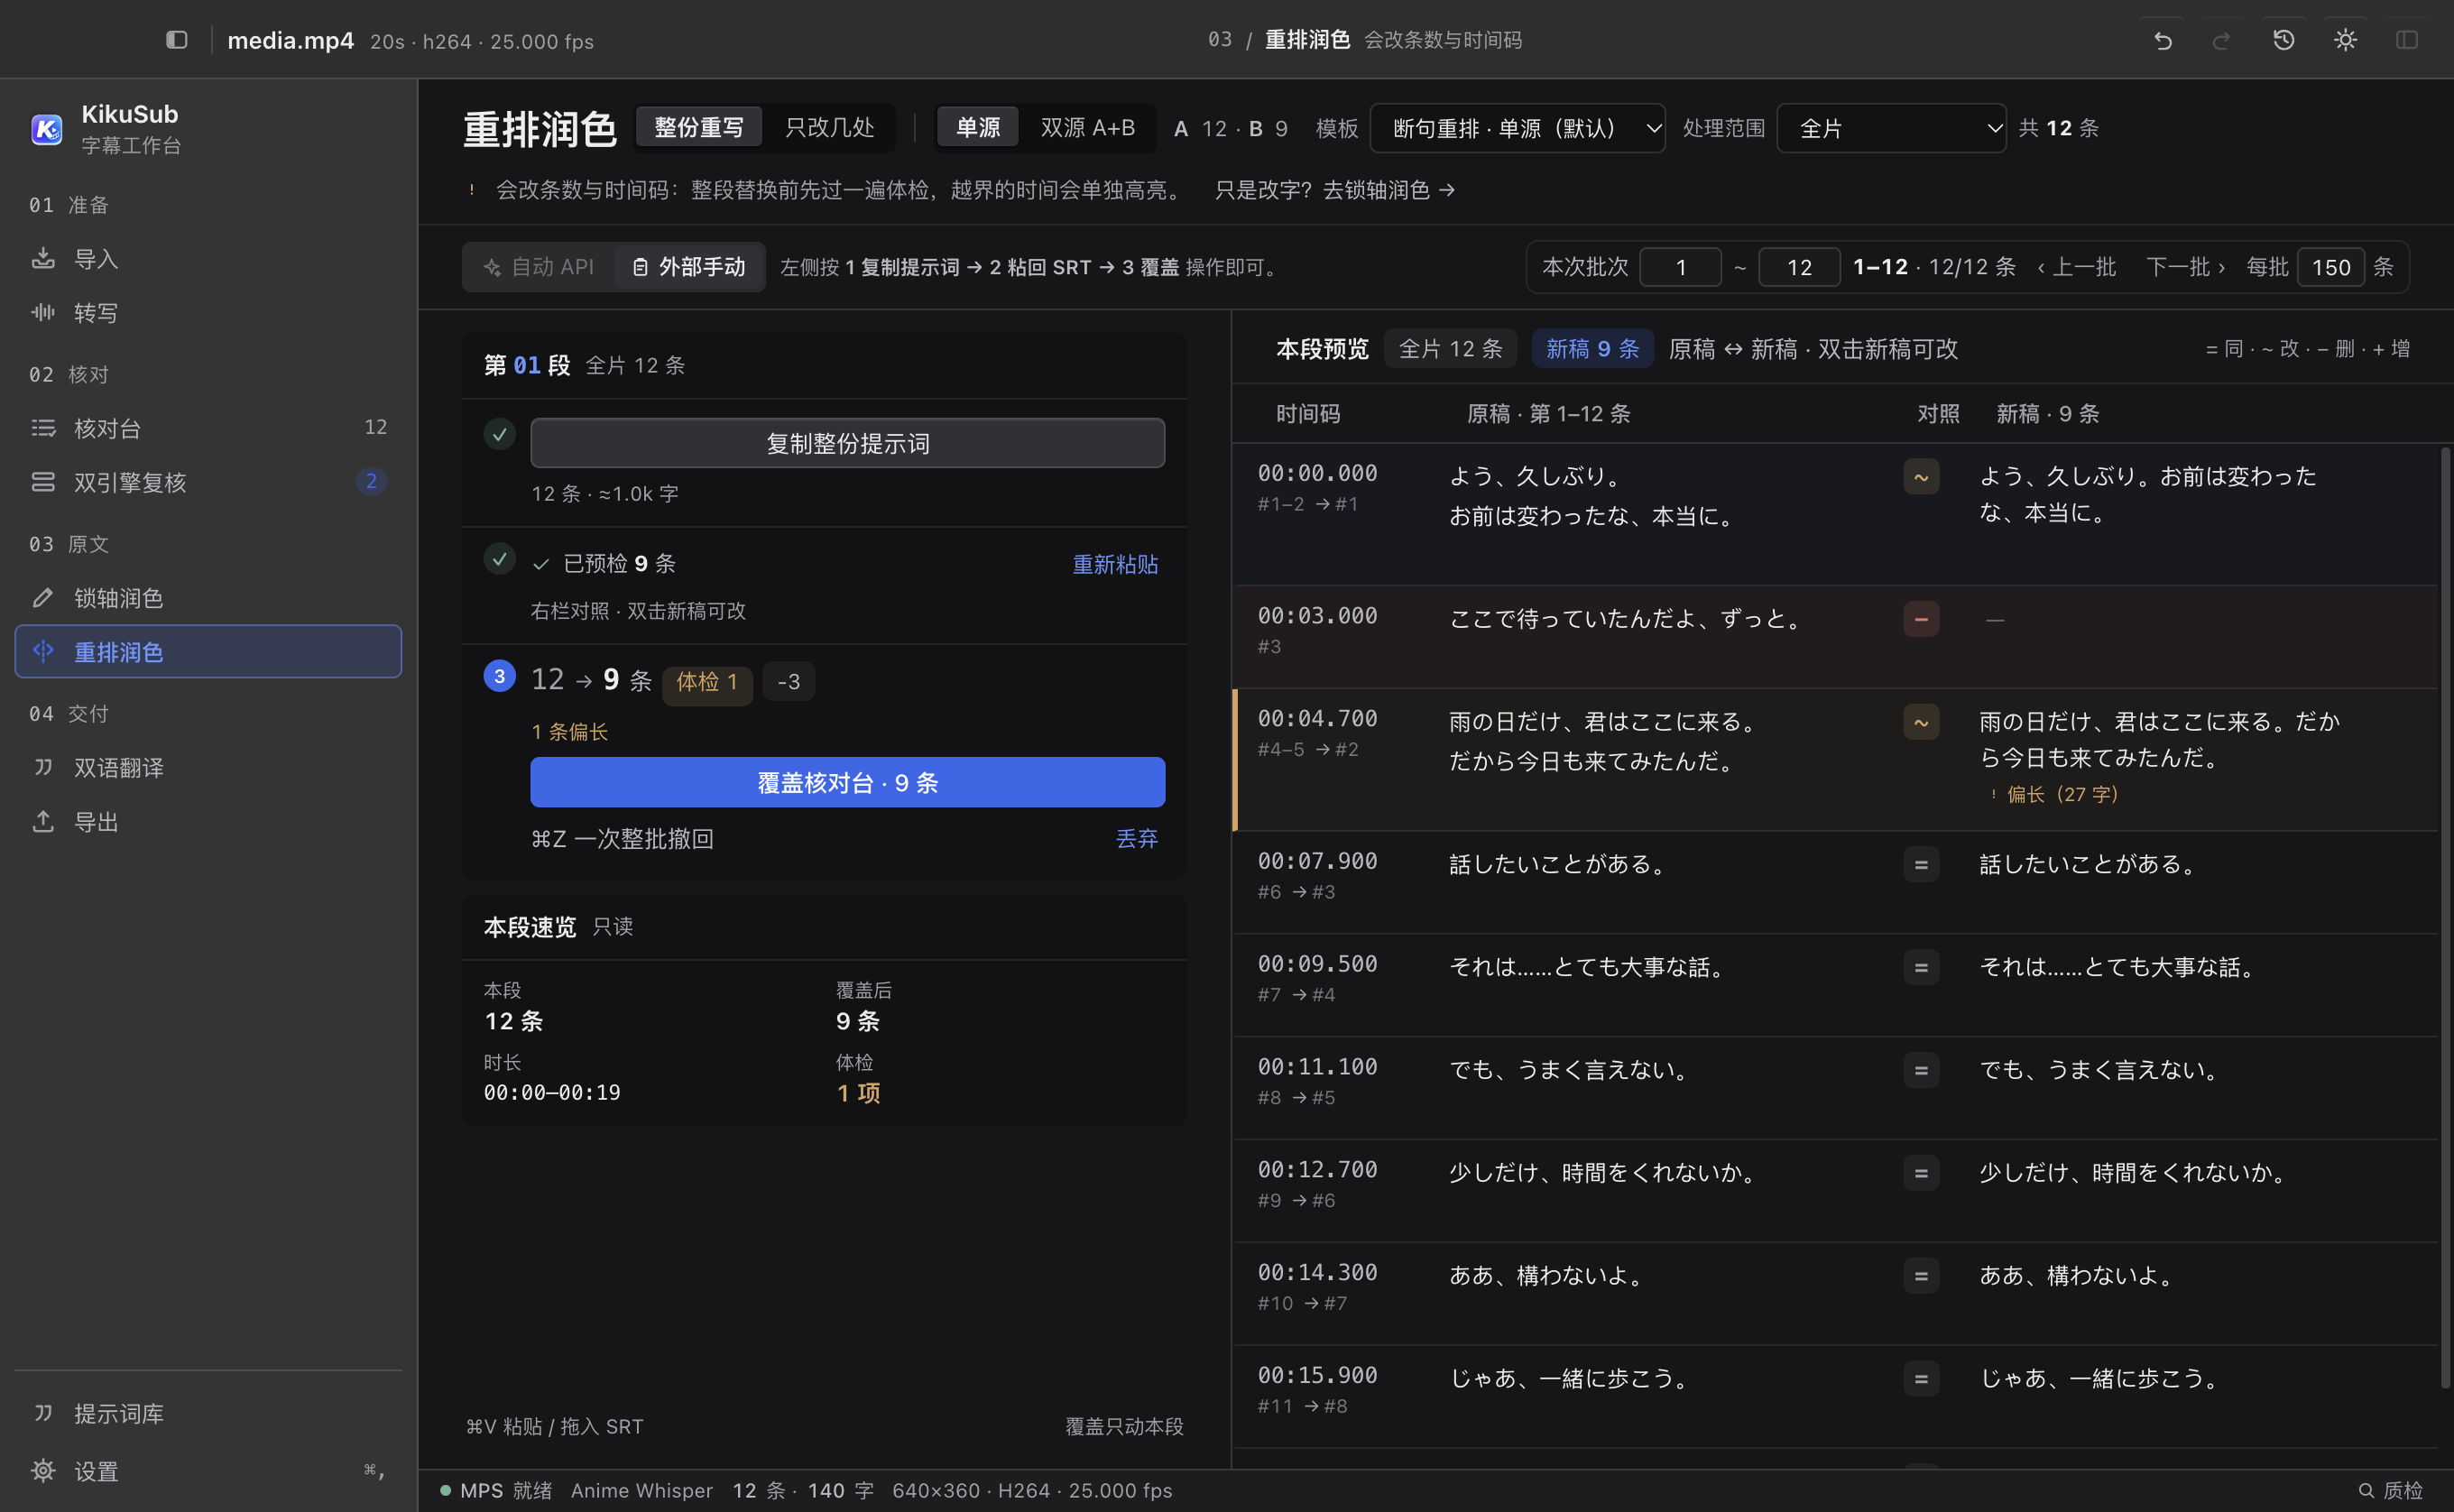 media.mp4 20s · h264 · 25.000 fps
03 / 重排润色 会改条数与时间码
KikuSub
字幕工作台
01 准备
导入
转写
02 核对
核对台 12
双引擎复核 2
03 原文
锁轴润色
重排润色
04 交付
双语翻译
导出
提示词库
设置 ⌘,
重排润色 整份重写 只改几处 单源 双源 A+B A 12 · B 9 模板 断句重排 · 单源（默认） 处理范围 全片 共 12 条
! 会改条数与时间码：整段替换前先过一遍体检，越界的时间会单独高亮。 只是改字？去锁轴润色 →
自动 API 外部手动 左侧按 1 复制提示词 → 2 粘回 SRT → 3 覆盖 操作即可。 本次批次 1 ~ 12 1–12 · 12/12 条 ‹ 上一批 下一批 › 每批 150 条
第 01 段 全片 12 条
复制整份提示词
12 条 · ≈1.0k 字
✓ 已预检 9 条 重新粘贴
右栏对照 · 双击新稿可改
3 12 → 9 条 体检 1 -3
1 条偏长
覆盖核对台 · 9 条
⌘Z 一次整批撤回 丢弃
本段速览 只读
本段 覆盖后
12 条 9 条
时长 体检
00:00–00:19 1 项
⌘V 粘贴 / 拖入 SRT 覆盖只动本段
本段预览 全片 12 条 新稿 9 条 原稿 ↔ 新稿 · 双击新稿可改 = 同 · ~ 改 · − 删 · + 增
时间码 原稿 · 第 1–12 条 对照 新稿 · 9 条
00:00.000 よう、久しぶり。 ~ よう、久しぶり。お前は変わった
#1–2 →#1 お前は変わったな、本当に。 な、本当に。
00:03.000 ここで待っていたんだよ、ずっと。 − —
#3
00:04.700 雨の日だけ、君はここに来る。 ~ 雨の日だけ、君はここに来る。だか
#4–5 →#2 だから今日も来てみたんだ。 ら今日も来てみたんだ。
! 偏长（27 字）
00:07.900 話したいことがある。 = 話したいことがある。
#6 →#3
00:09.500 それは……とても大事な話。 = それは……とても大事な話。
#7 →#4
00:11.100 でも、うまく言えない。 = でも、うまく言えない。
#8 →#5
00:12.700 少しだけ、時間をくれないか。 = 少しだけ、時間をくれないか。
#9 →#6
00:14.300 ああ、構わないよ。 = ああ、構わないよ。
#10 →#7
00:15.900 じゃあ、一緒に歩こう。 = じゃあ、一緒に歩こう。
#11 →#8
MPS 就绪 Anime Whisper 12 条 · 140 字 640×360 · H264 · 25.000 fps 质检